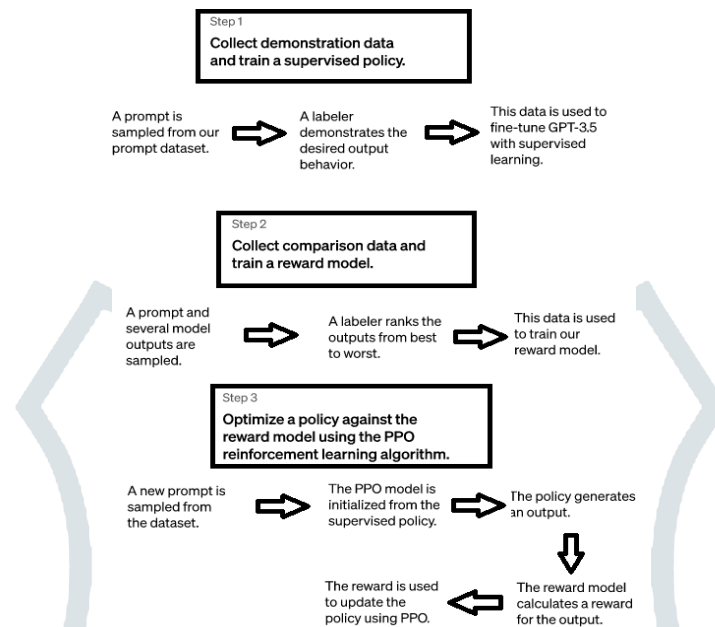 Step 1
Collect demonstration data
and train a supervised policy.
A prompt is
sampled from our
prompt dataset.
A labeler
demonstrates the
desired output
behavior.
This data is used to
fine-tune GPT-3.5
with supervised
learning.
Step 2
Collect comparison data and
train a reward model.
A prompt and
several model
outputs are
sampled.
A labeler ranks the
outputs from best
to worst.
This data is used
to train our
reward model.
Step 3
Optimize a policy against the
reward model using the PPO
reinforcement learning algorithm.
A new prompt is
sampled from
the dataset.
The PPO model is
initialized from the
supervised policy.
The policy generates
an output.
The reward model
calculates a reward
for the output.
The reward is used
to update the
policy using PPO.